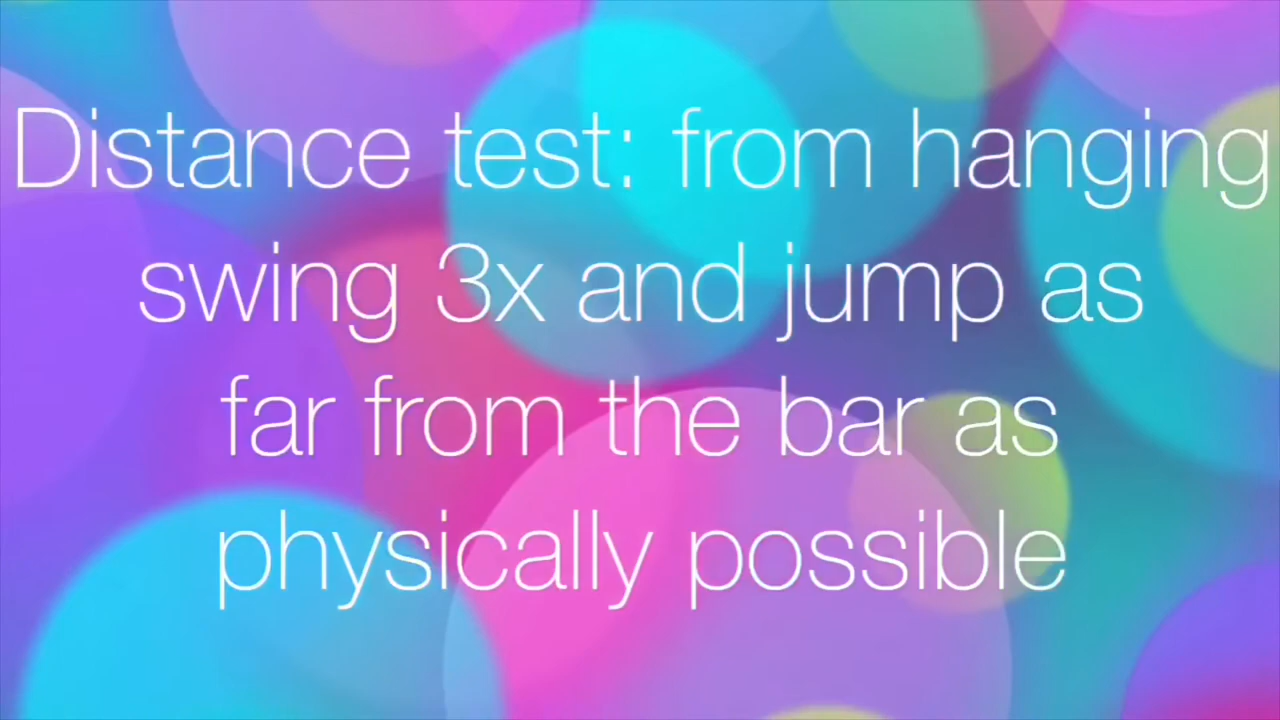 Distance test: from hanging
swing 3x and jump as
far from the bar as
physically possible